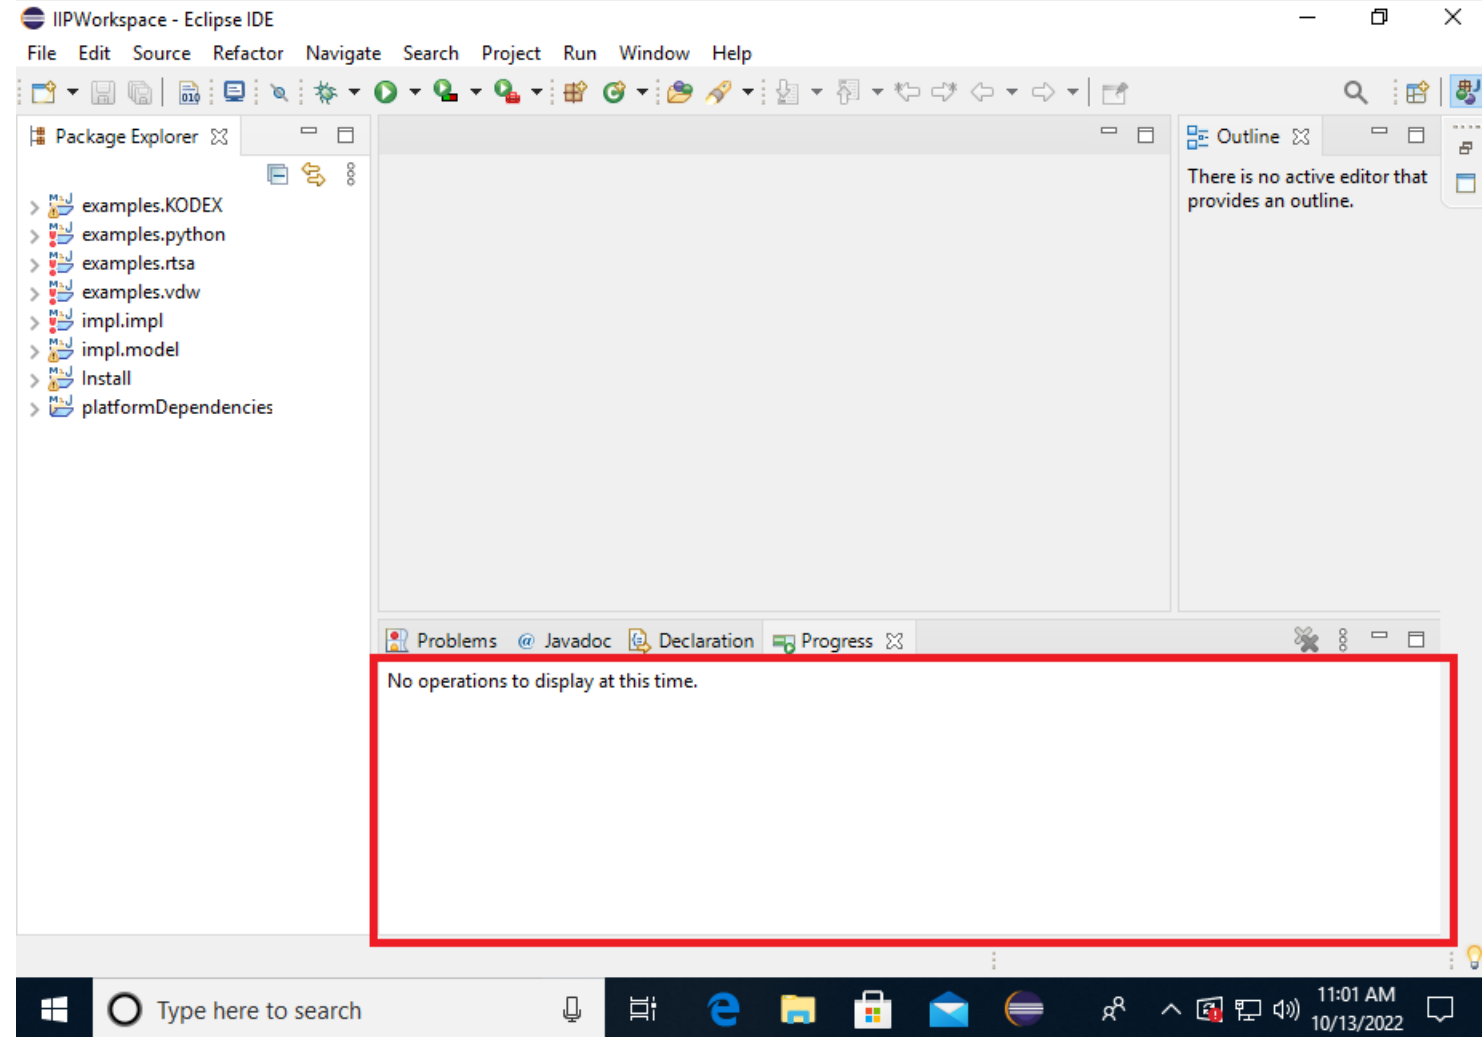 IIPWorkspace - Eclipse IDE
File Edit Source Refactor Navigate Search Project Run Window Help
Package Explorer
examples.KODEX
examples.python
examples.rtsa
examples.vdw
impl.impl
impl.model
Install
platformDependencies
Outline
There is no active editor that
provides an outline.
Problems @ Javadoc Declaration Progress
No operations to display at this time.
Type here to search
11:01 AM
10/13/2022